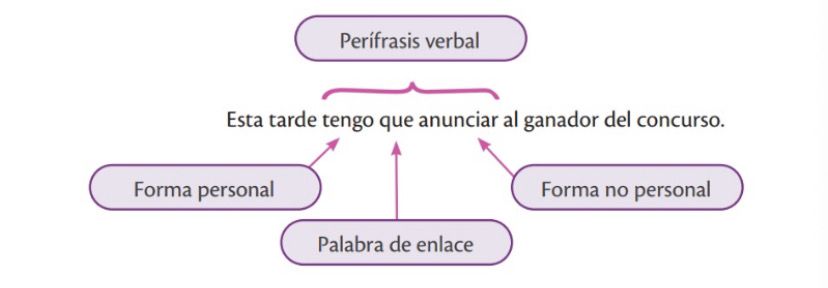 Perífrasis verbal
Esta tarde tengo que anunciar al ganador del concurso.
Forma personal
Forma no personal
Palabra de enlace